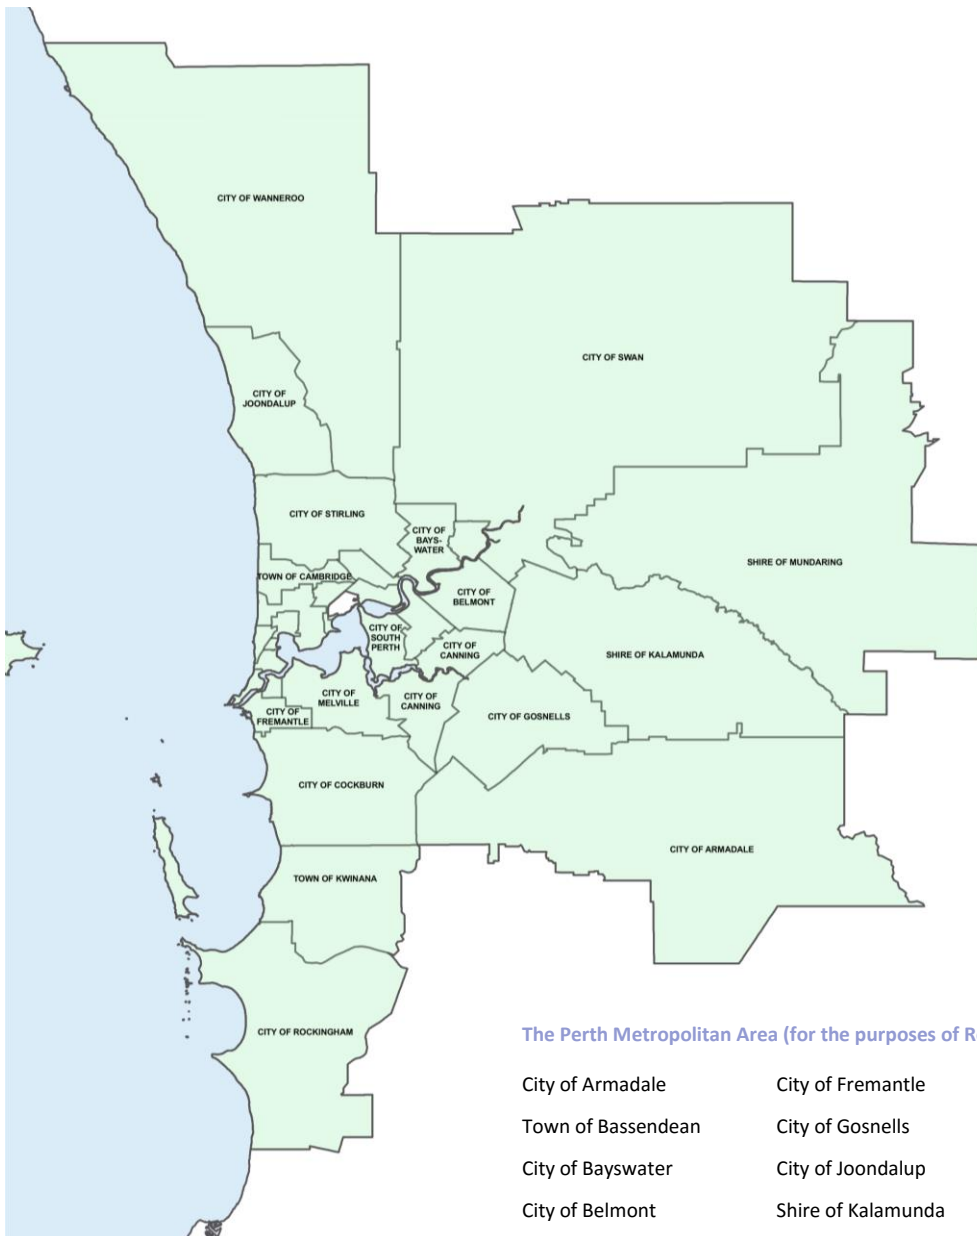 CITY OF WANNEROO
CITY OF SWAN
CITY OF
JOONDALUP
CITY OF STIRLING
CITY OF
BAYS-
WATER
TOWN OF CAMBRIDGE
SHIRE OF MUNDARING
CITY OF
BELMONT
CITY OF
SOUTH
PERTH
CITY OF
CANNING
SHIRE OF KALAMUNDA
CITY OF
MELVILLE
CITY OF
CANNING
CITY OF
FREMANTLE
CITY OF GOSNELLS
CITY OF COCKBURN
CITY OF ARMADALE
TOWN OF KWINANA
CITY OF ROCKINGHAM
The Perth Metropolitan Area (for the purposes of
City of Armadale City of Fremantle
Town of Bassendean City of Gosnells
City of Bayswater City of Joondalup
City of Belmont Shire of Kalamunda